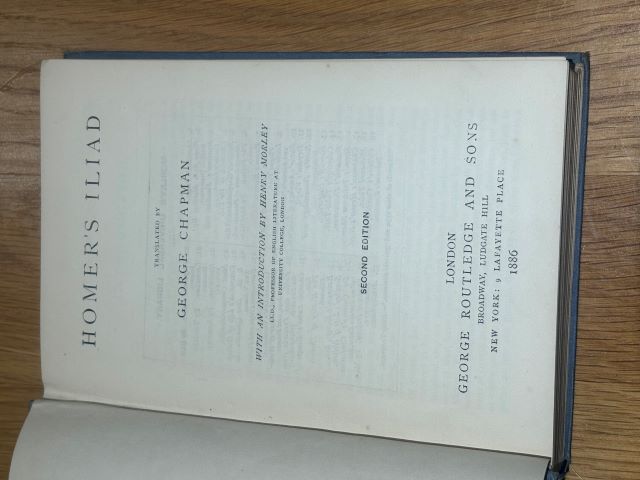 HOMER'S ILIAD
TRANSLATED BY
GEORGE CHAPMAN
WITH AN INTRODUCTION BY HENRY MORLEY
LL.D., PROFESSOR OF ENGLISH LITERATURE AT
UNIVERSITY COLLEGE, LONDON
SECOND EDITION
LONDON
GEORGE ROUTLEDGE AND SONS
BROADWAY, LUDGATE HILL
NEW YORK: 9 LAFAYETTE PLACE
1886